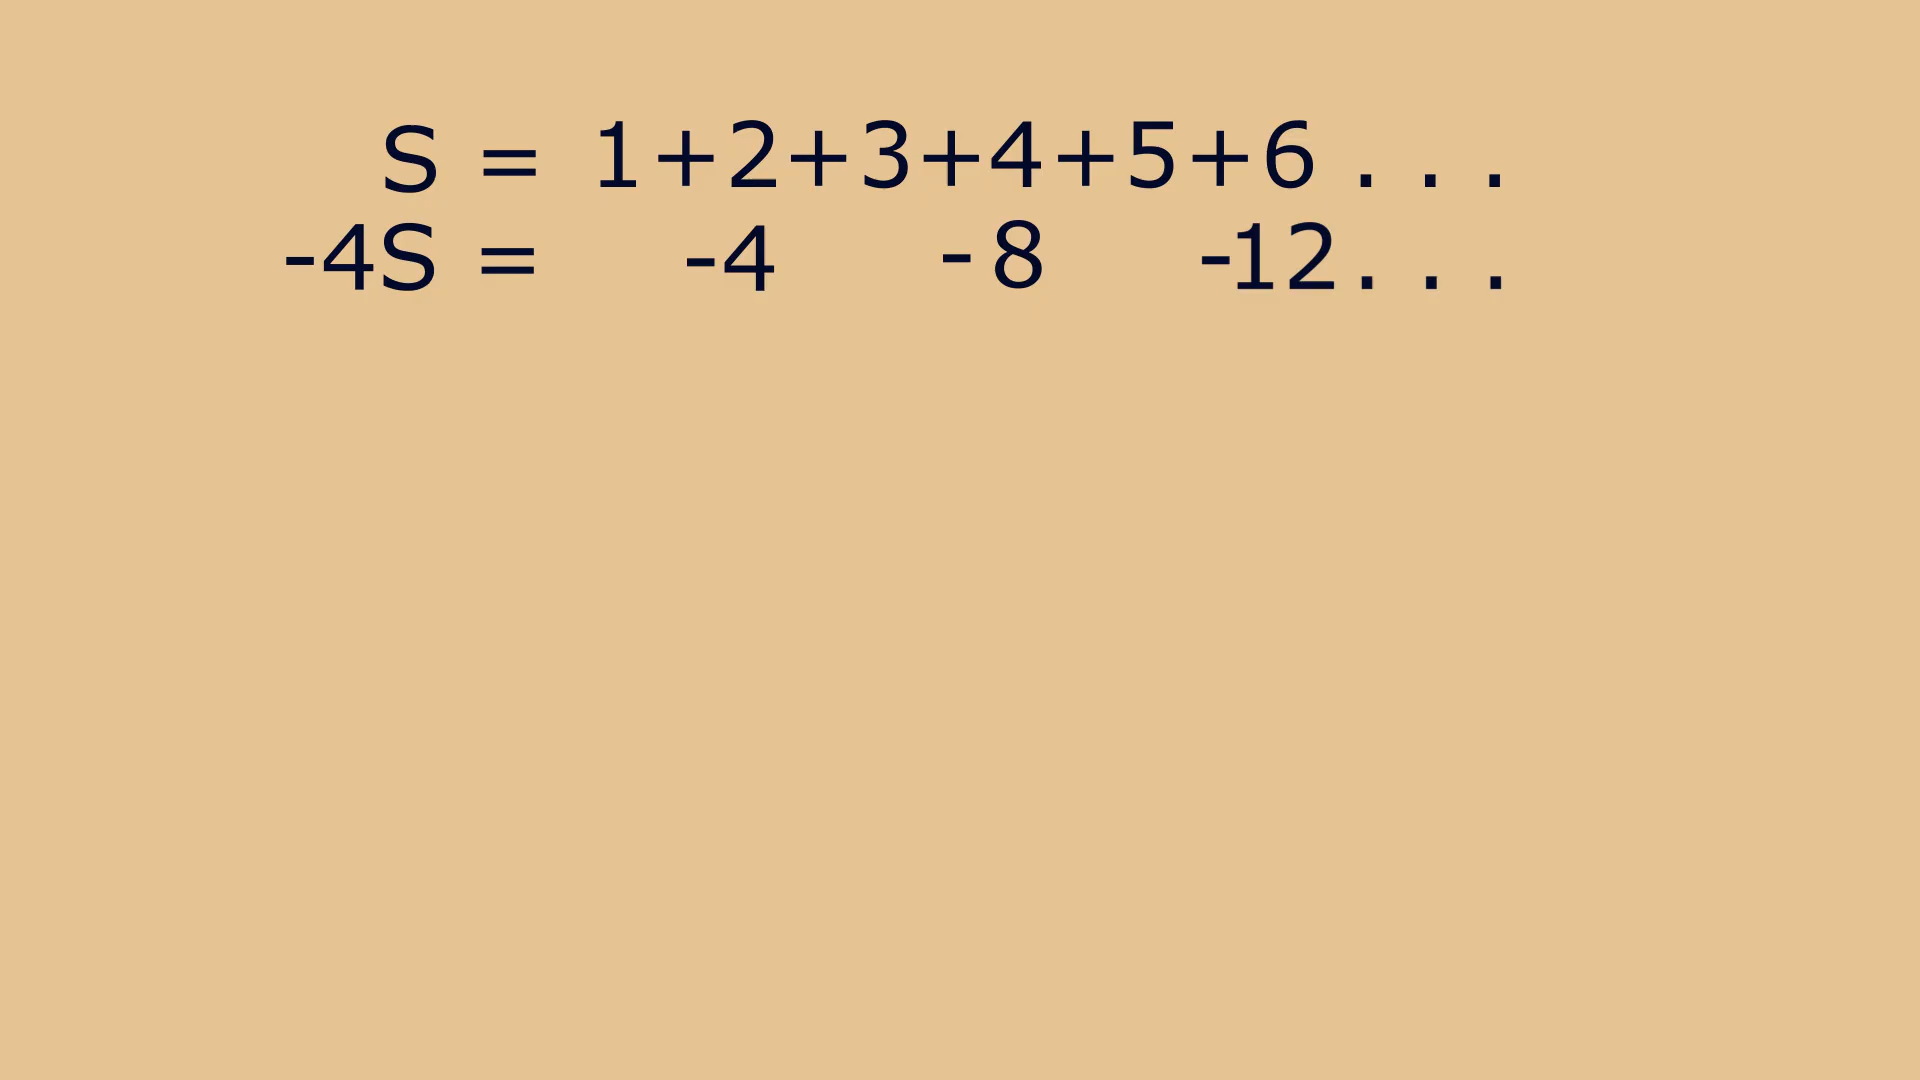 S = 1+2+3+4+5+6 . . .
-4S = -4 -8 -12 . . .